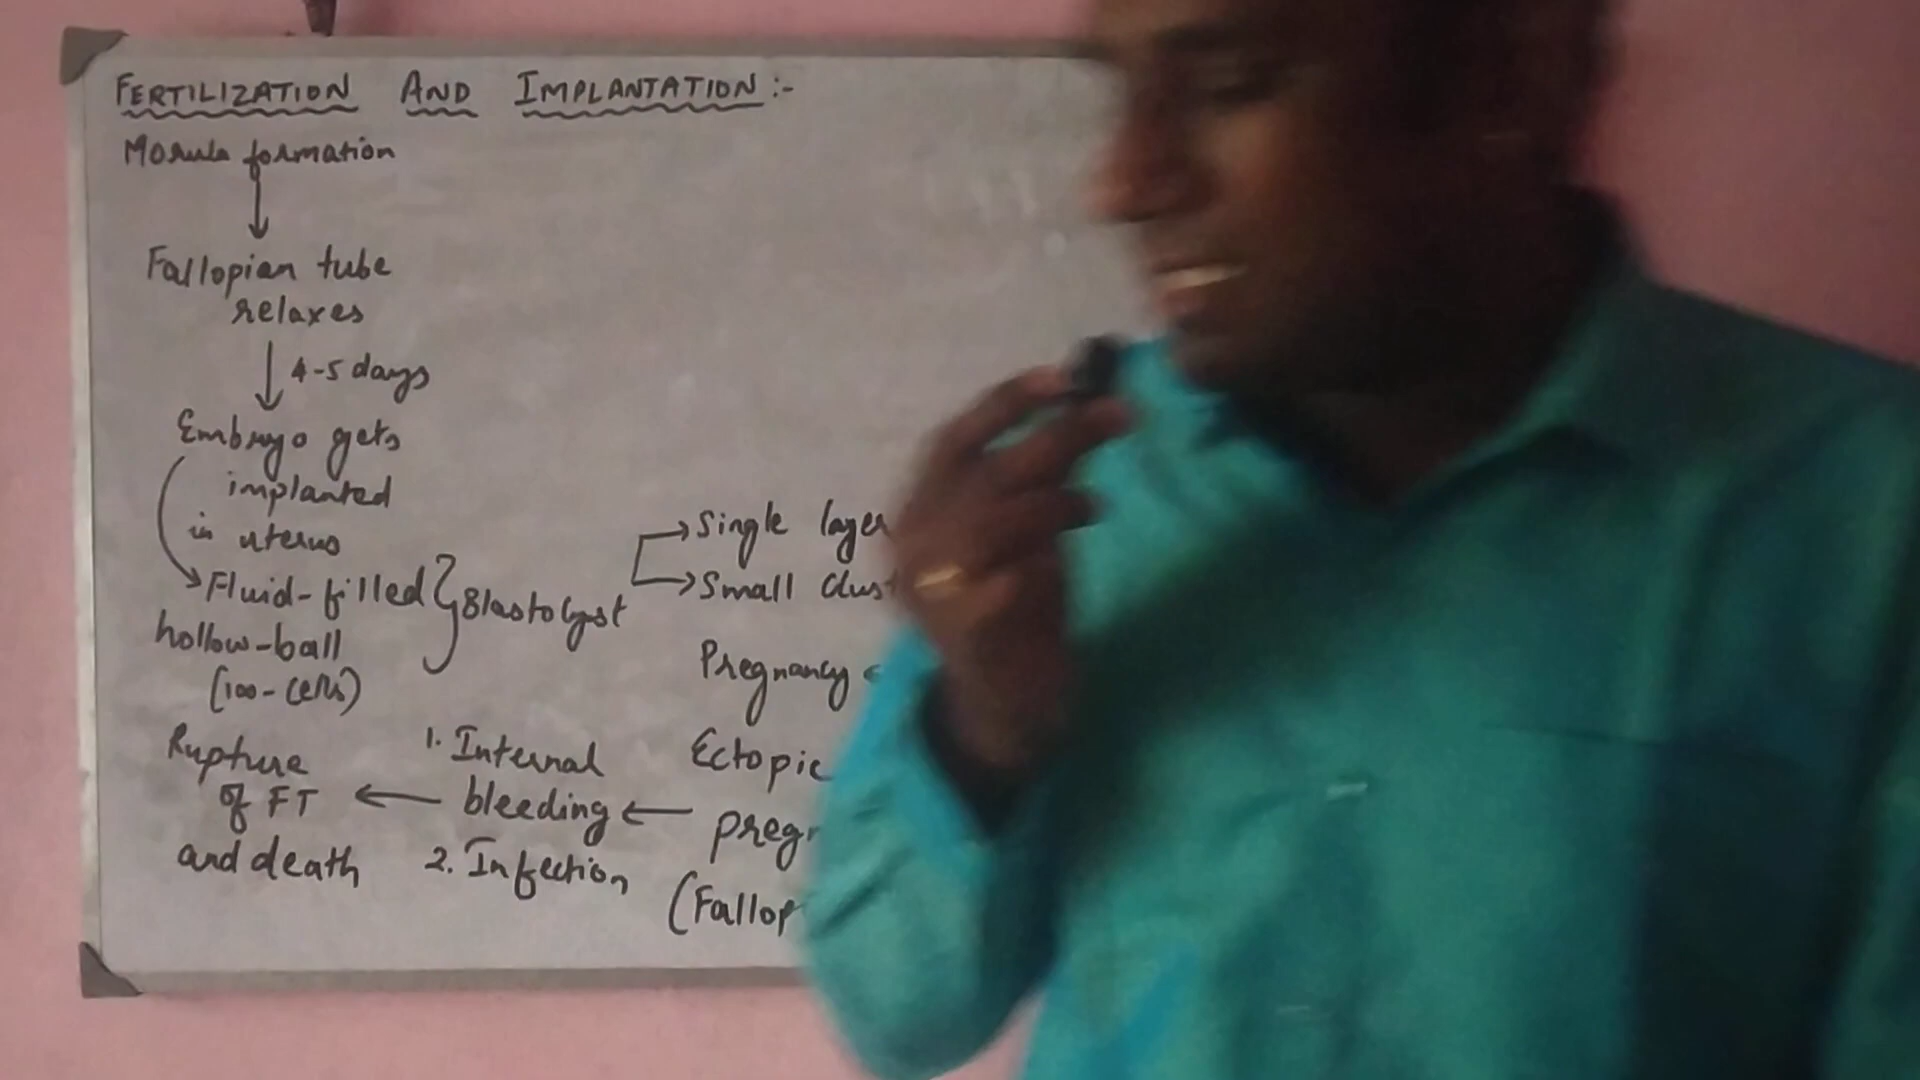 FERTILIZATION AND IMPLANTATION :-
Morula formation
Fallopian tube
relaxes
4-5 days
Embryo gets
implanted
in uterus
Fluid-filled
hollow-ball
(100-cells)
Blastocyst
Single layer
Small clust
Pregnancy
Ectopic
pregn
(Fallop
1. Internal
bleeding
2. Infection
Rupture
of FT
and death